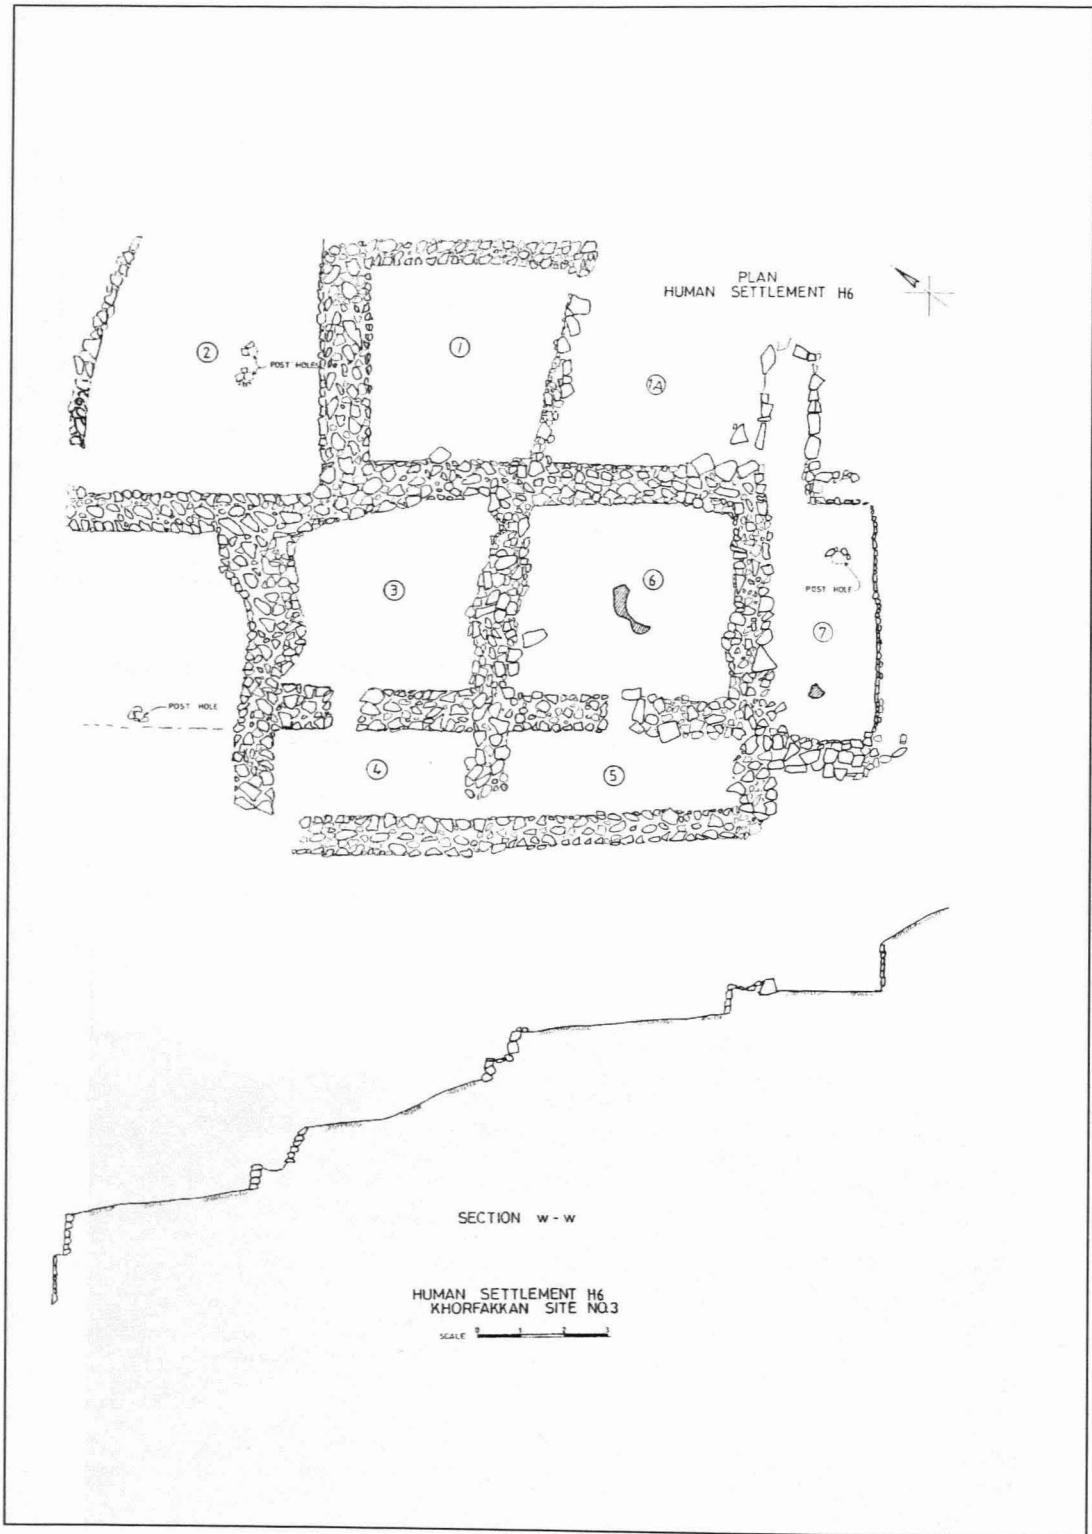 PLAN
HUMAN SETTLEMENT H6
1
2
POST HOLES
1A
3
6
POST HOLE
7
POST HOLE
4
5
SECTION W-W
HUMAN SETTLEMENT H6
KHORFAKKAN SITE NO.3
SCALE 0 1 2 3